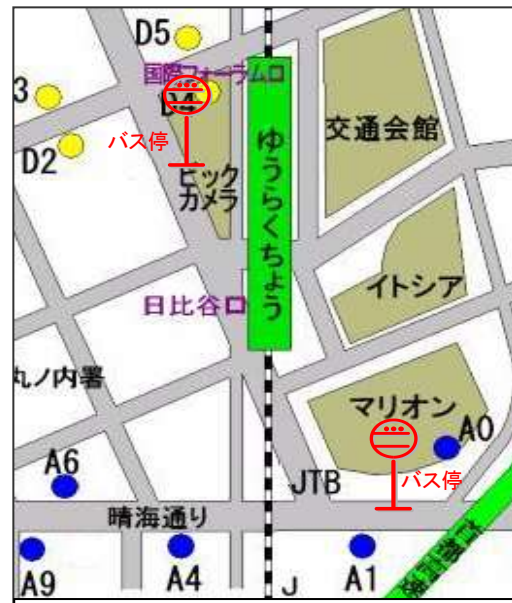 D5
国際フォーラム口
3
D4
バス停
D2
ビック
カメラ
ゆうらくちょう
交通会館
イトシア
日比谷口
丸ノ内署
マリオン
A0
A6
JTB
バス停
晴海通り
A9
A4
J
A1